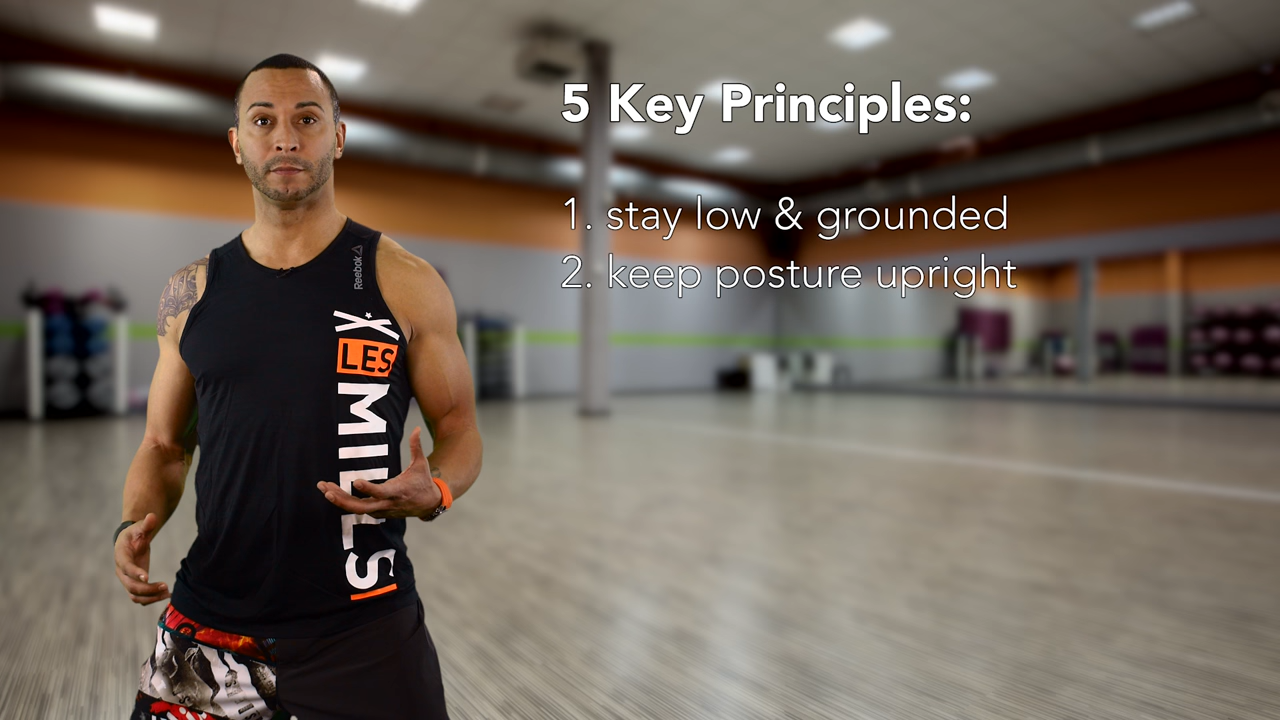 5 Key Principles:
1. stay low & grounded
2. keep posture upright
Reebok
LES
MILLS